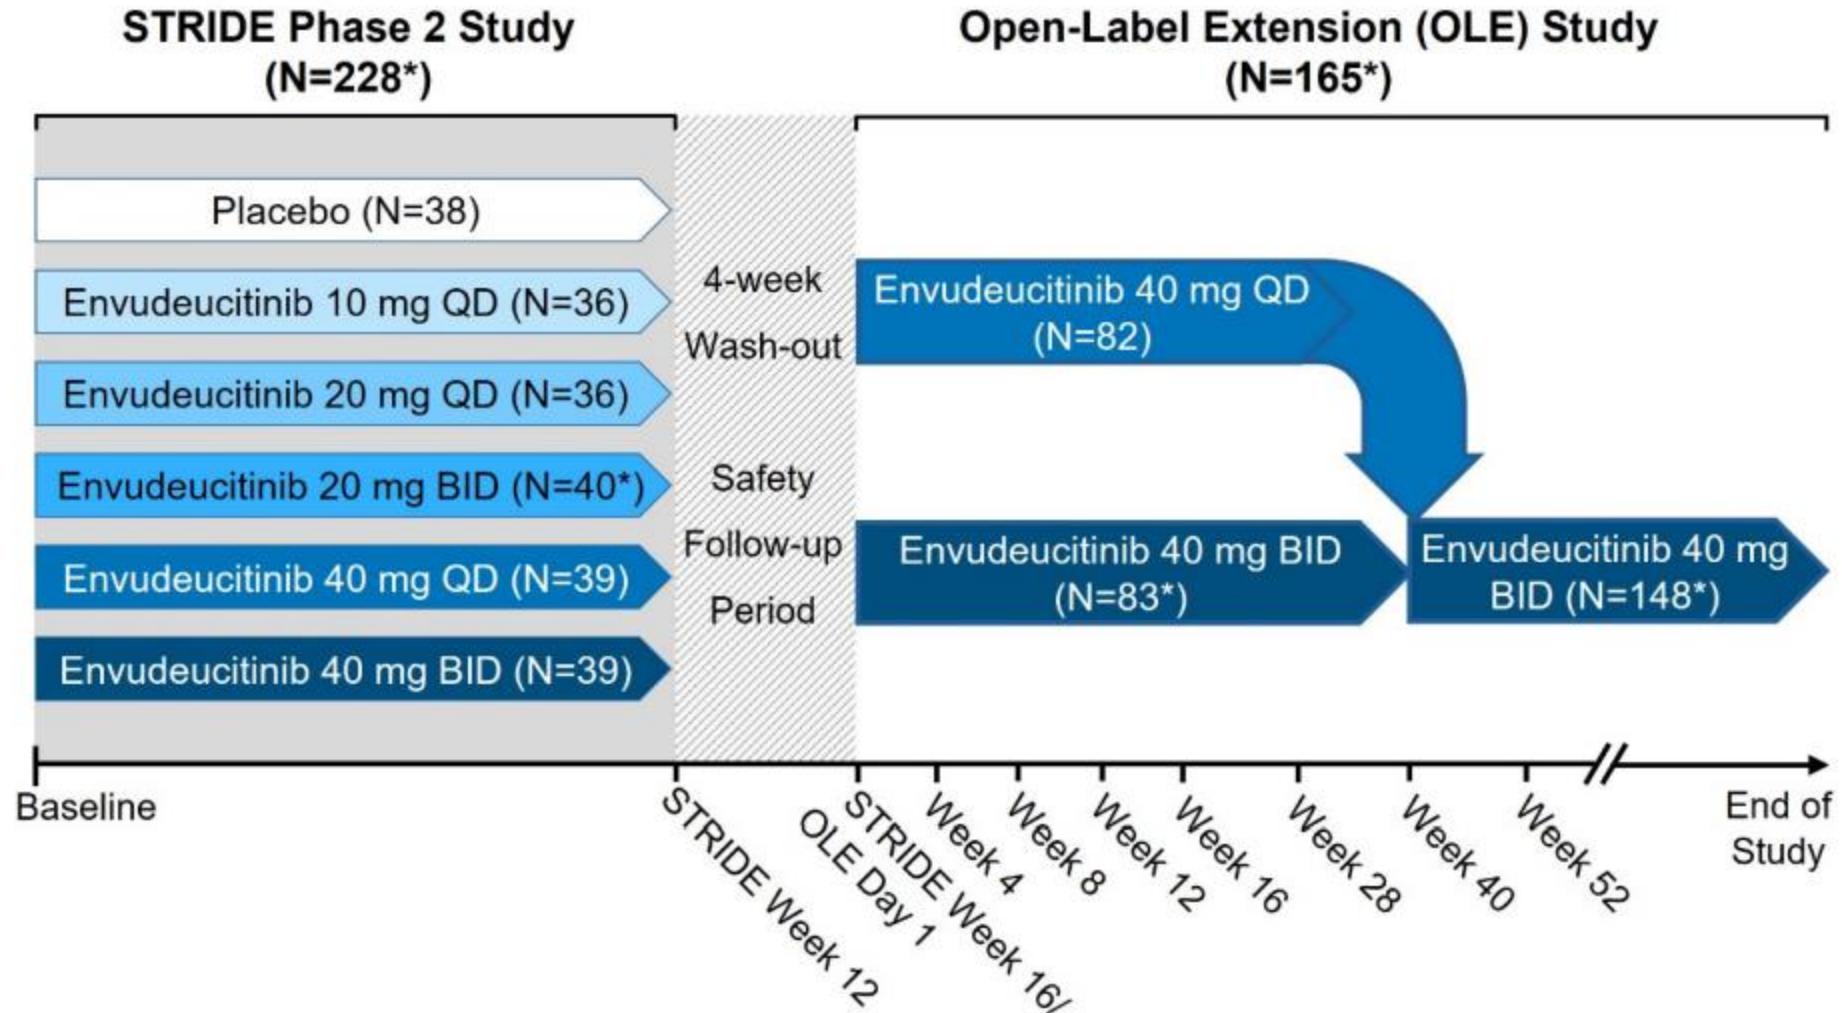 STRIDE Phase 2 Study
(N=228*)
Open-Label Extension (OLE) Study
(N=165*)
Placebo (N=38)
Envudeucitinib 10 mg QD (N=36)
Envudeucitinib 20 mg QD (N=36)
Envudeucitinib 20 mg BID (N=40*)
Envudeucitinib 40 mg QD (N=39)
Envudeucitinib 40 mg BID (N=39)
4-week
Wash-out
Safety
Follow-up
Period
Envudeucitinib 40 mg QD
(N=82)
Envudeucitinib 40 mg BID
(N=83*)
Envudeucitinib 40 mg
BID (N=148*)
Baseline
STRIDE Week 12
STRIDE Week 16/
OLE Day 1
Week 4
Week 8
Week 12
Week 16
Week 28
Week 40
Week 52
End of
Study